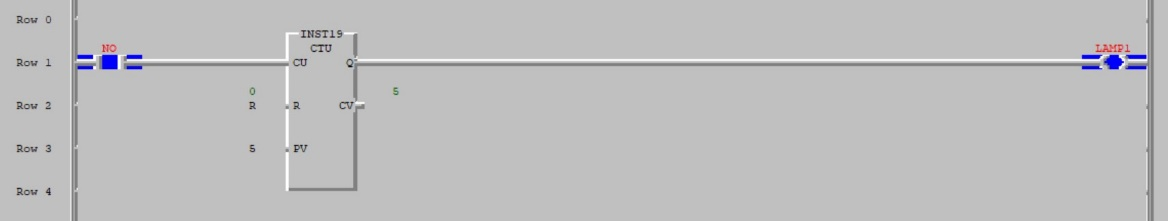 Row 0
INST19
NO CTU LAMP1
Row 1 CU Q
0 5
Row 2 R R CV
Row 3 5 PV
Row 4